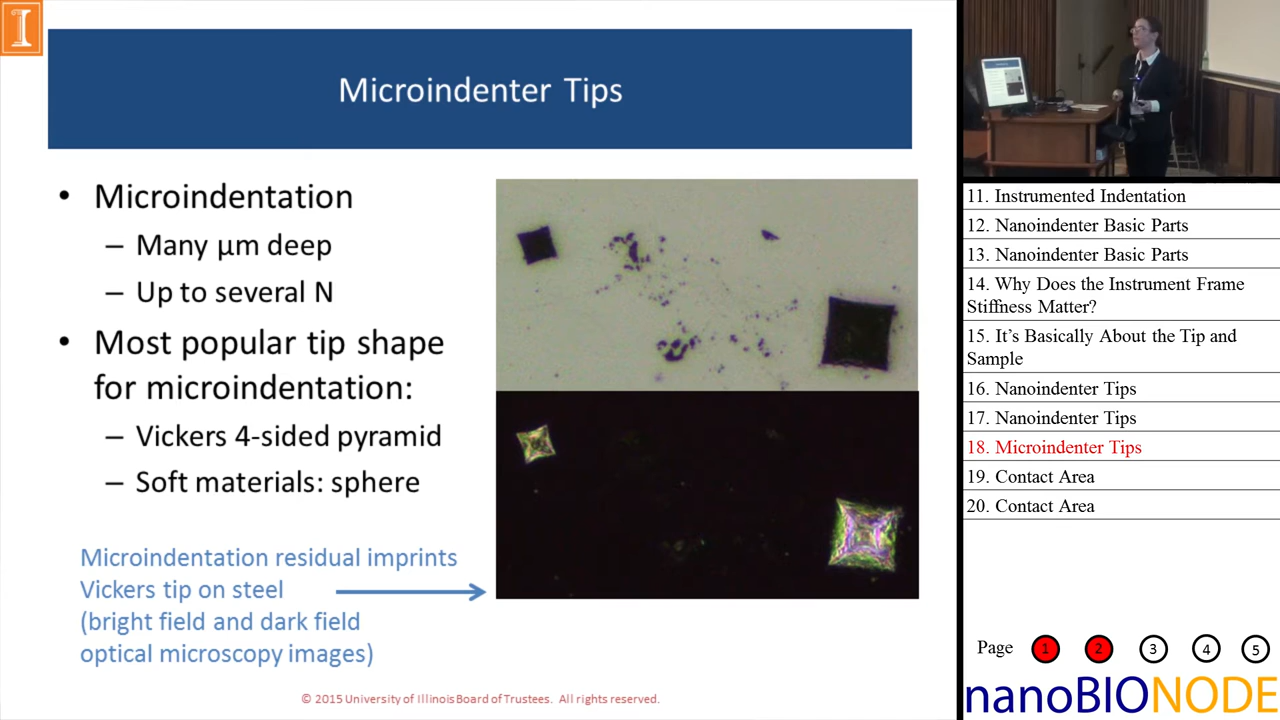 I
Microindenter Tips
• Microindentation
– Many µm deep
– Up to several N
• Most popular tip shape
for microindentation:
– Vickers 4-sided pyramid
– Soft materials: sphere
Microindentation residual imprints
Vickers tip on steel
(bright field and dark field
optical microscopy images)
© 2015 University of IllinoisBoard of Trustees. All rights reserved.
11. Instrumented Indentation
12. Nanoindenter Basic Parts
13. Nanoindenter Basic Parts
14. Why Does the Instrument Frame
Stiffness Matter?
15. It's Basically About the Tip and
Sample
16. Nanoindenter Tips
17. Nanoindenter Tips
18. Microindenter Tips
19. Contact Area
20. Contact Area
Page 1 2 3 4 5
nanoBIONODE